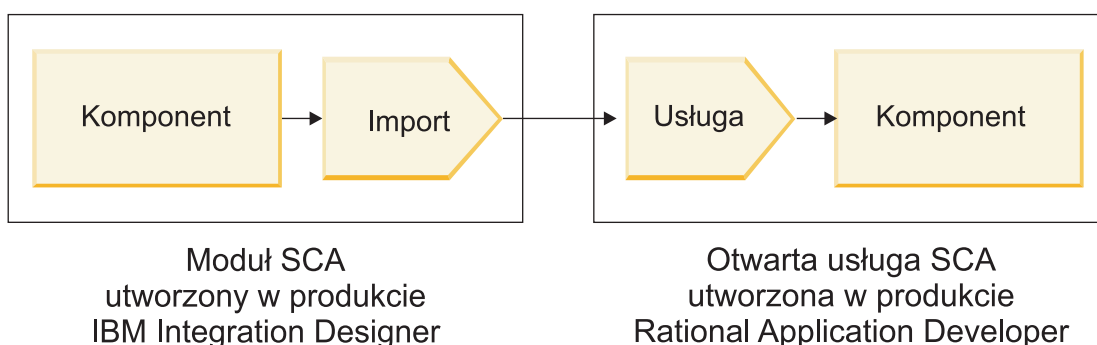 Komponent
Import
Usługa
Komponent
Moduł SCA
utworzony w produkcie
IBM Integration Designer
Otwarta usługa SCA
utworzona w produkcie
Rational Application Developer